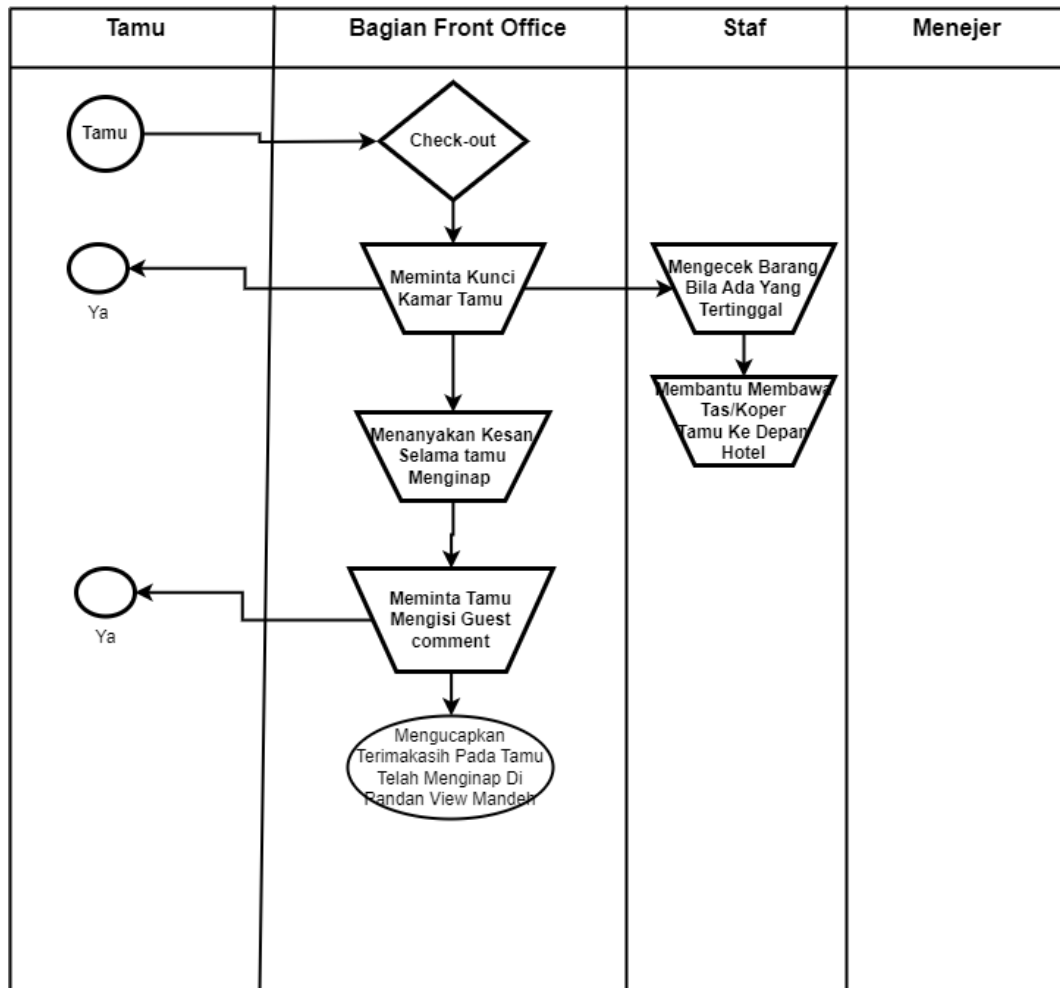 Tamu
Bagian Front Office
Staf
Menejer
Tamu
Check-out
Ya
Meminta Kunci
Kamar Tamu
Mengecek Barang
Bila Ada Yang
Tertinggal
Membantu Membawa
Tas/Koper
Tamu Ke Depan
Hotel
Menanyakan Kesan
Selama tamu
Menginap
Ya
Meminta Tamu
Mengisi Guest
comment
Mengucapkan
Terimakasih Pada Tamu
Telah Menginap Di
Pandan View Mandeh